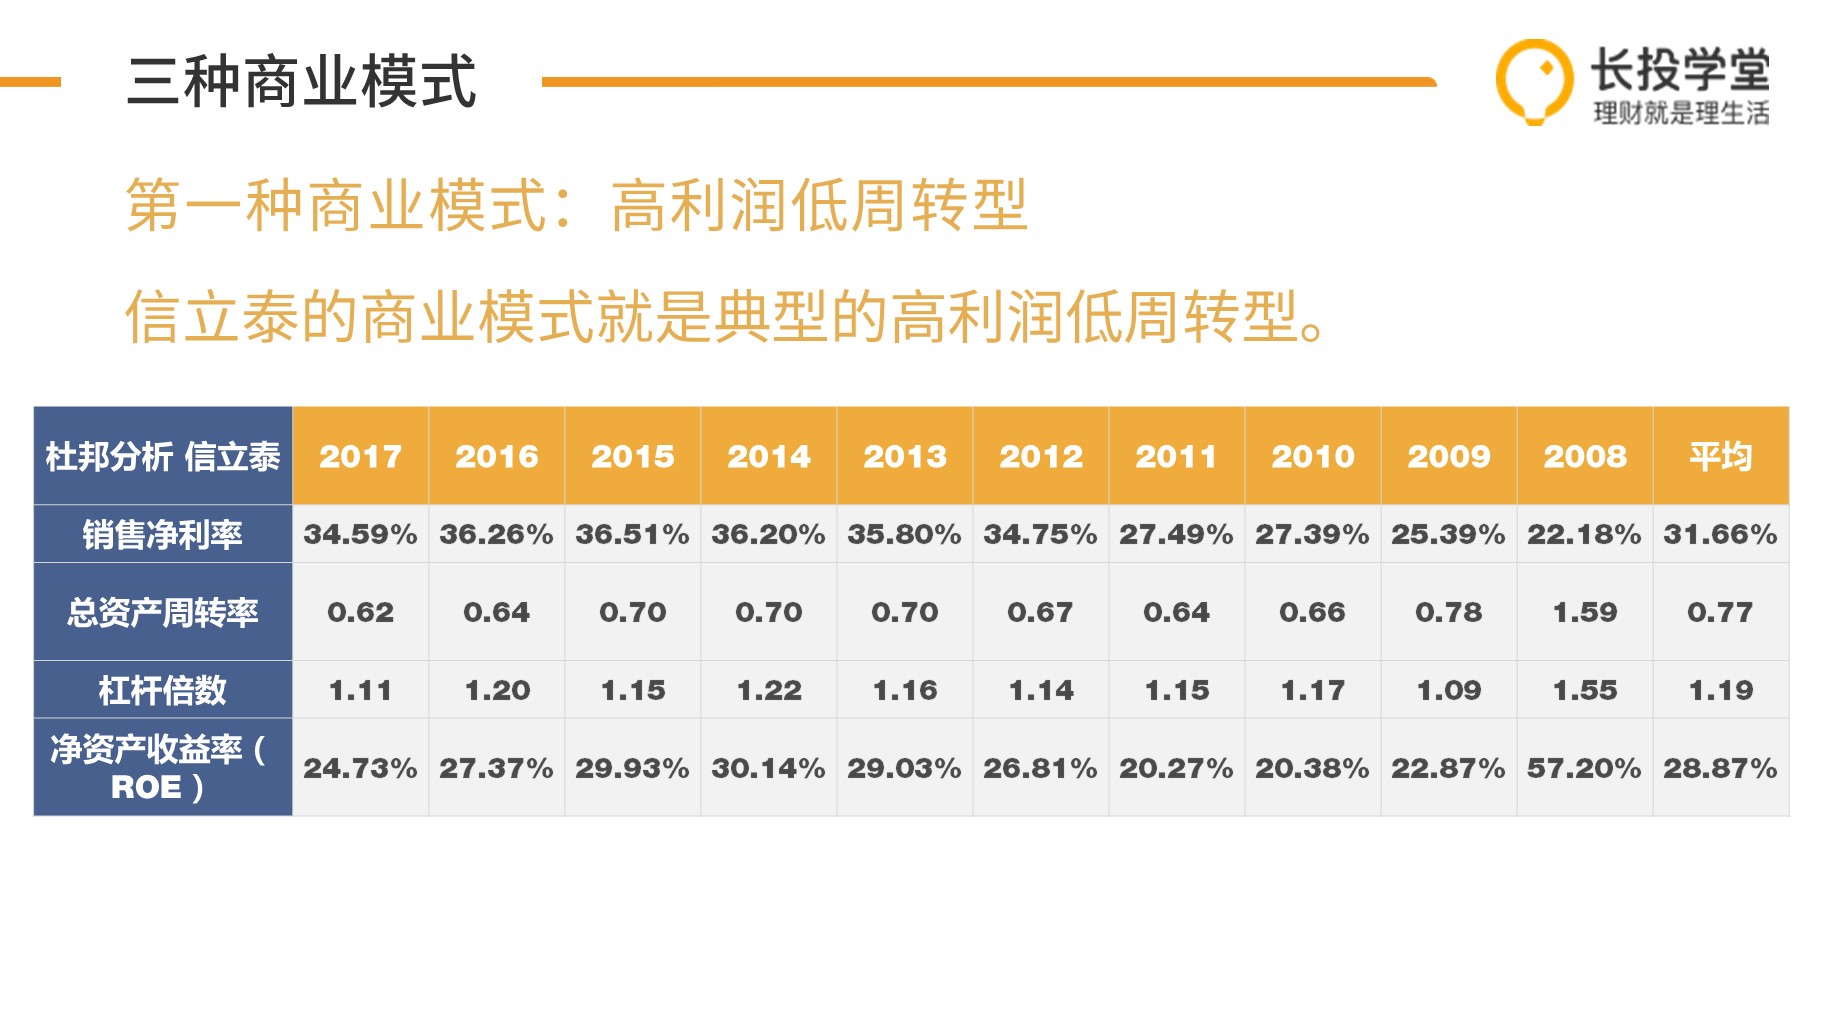 三种商业模式
长投学堂
理财就是理生活
第一种商业模式：高利润低周转型
信立泰的商业模式就是典型的高利润低周转型。
杜邦分析 信立泰 2017 2016 2015 2014 2013 2012 2011 2010 2009 2008 平均
销售净利率 34.59% 36.26% 36.51% 36.20% 35.80% 34.75% 27.49% 27.39% 25.39% 22.18% 31.66%
总资产周转率 0.62 0.64 0.70 0.70 0.70 0.67 0.64 0.66 0.78 1.59 0.77
杠杆倍数 1.11 1.20 1.15 1.22 1.16 1.14 1.15 1.17 1.09 1.55 1.19
净资产收益率（
ROE） 24.73% 27.37% 29.93% 30.14% 29.03% 26.81% 20.27% 20.38% 22.87% 57.20% 28.87%